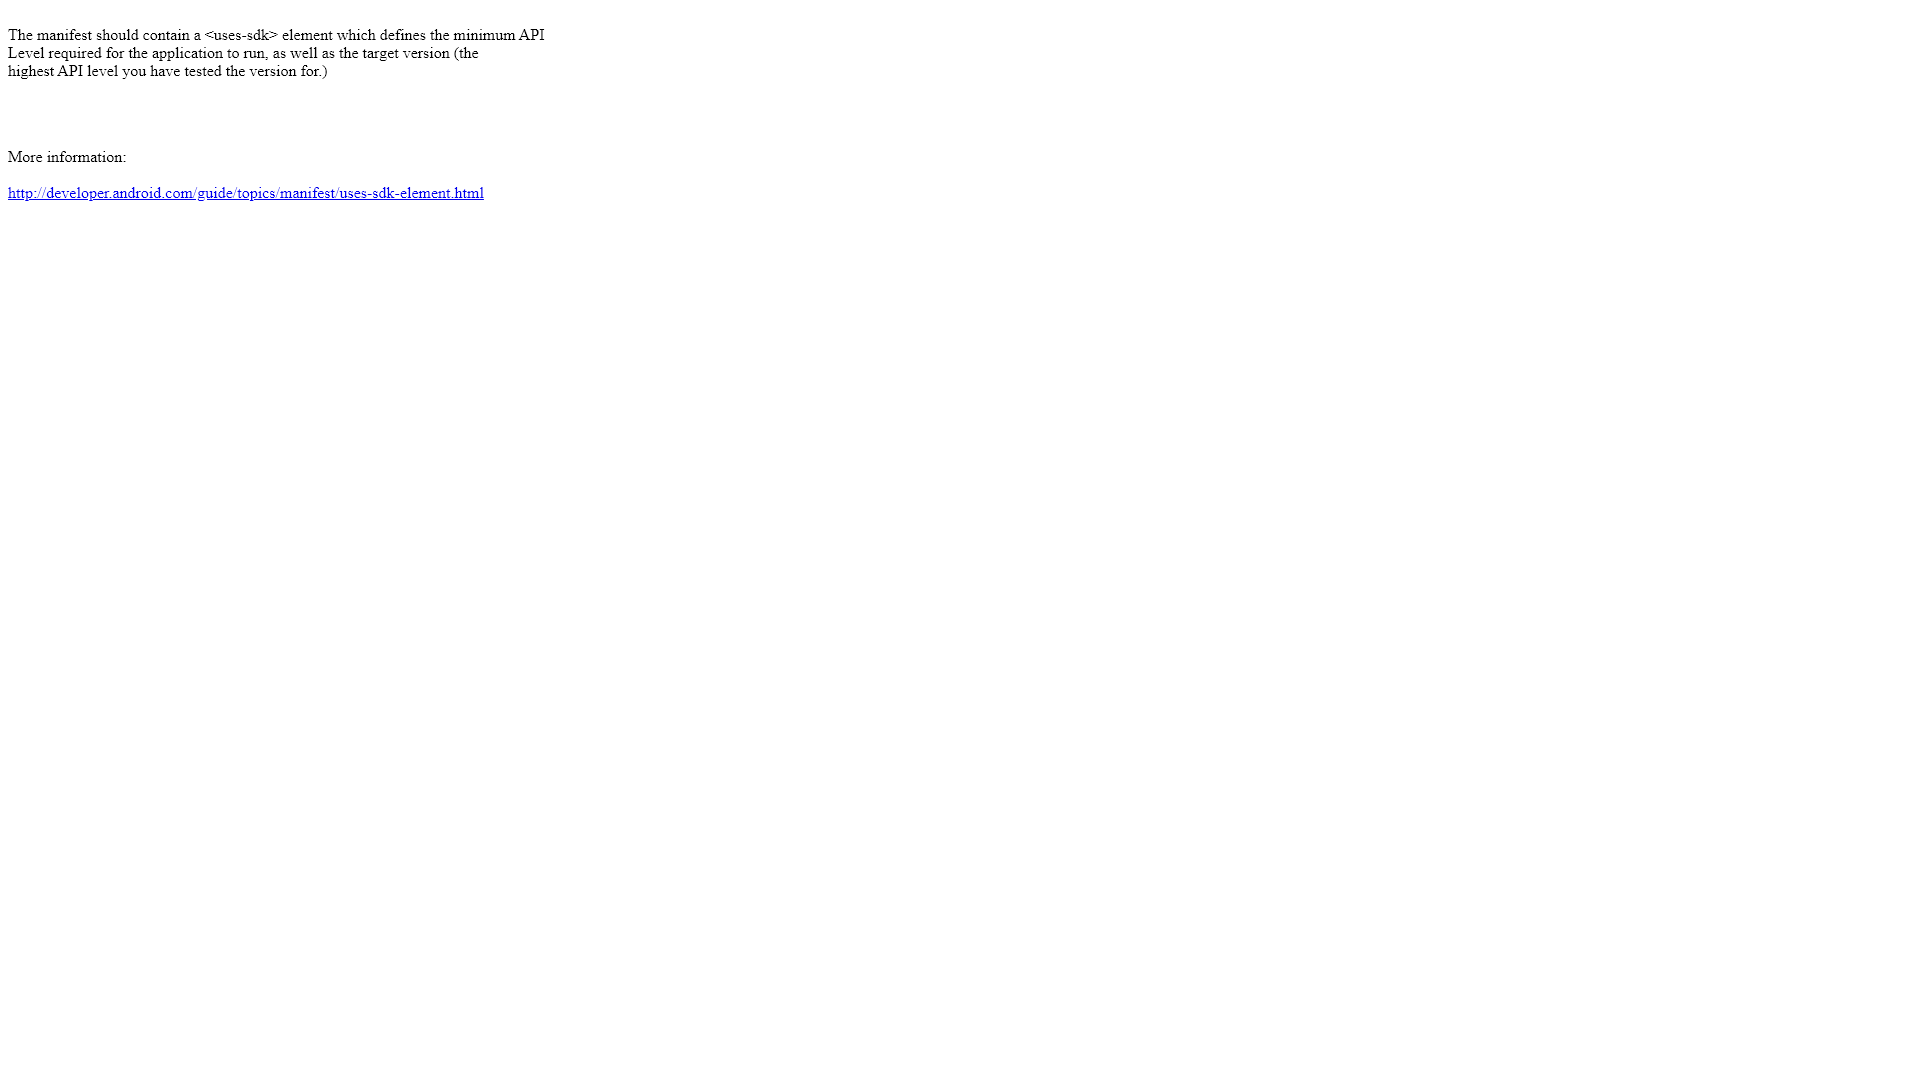 The manifest should contain a <uses-sdk> element which defines the minimum API
Level required for the application to run, as well as the target version (the
highest API level you have tested the version for.)
More information:
http://developer.android.com/guide/topics/manifest/uses-sdk-element.html